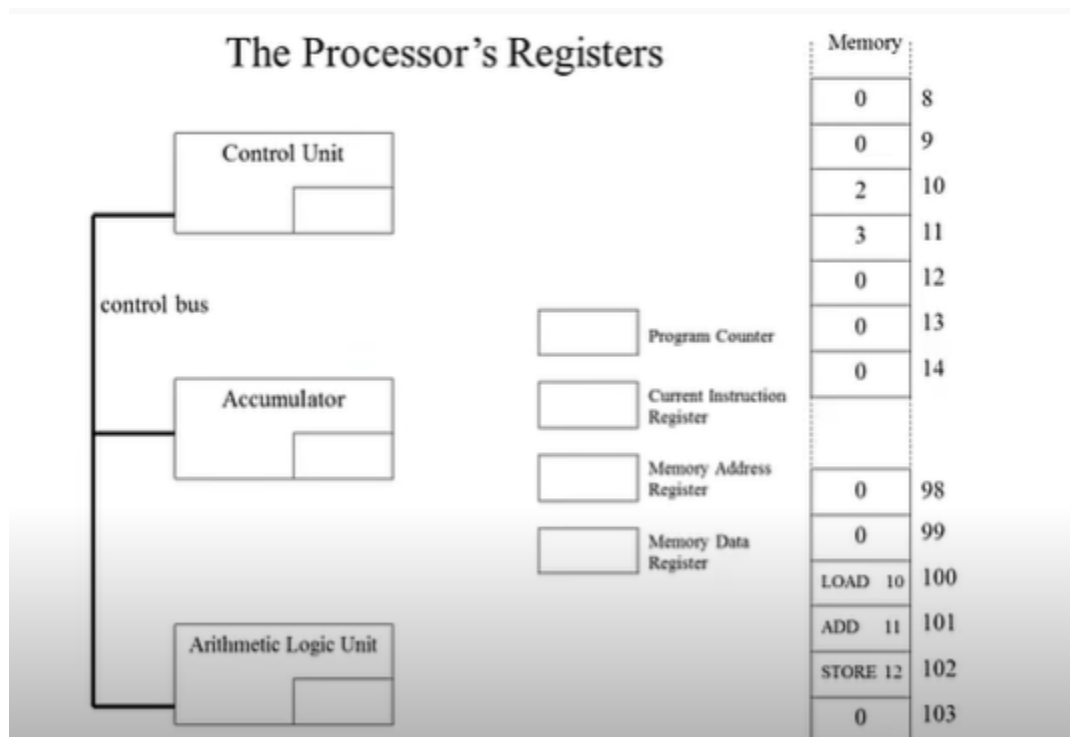 The Processor's Registers
Memory
0 8
0 9
2 10
3 11
0 12
0 13
0 14
0 98
0 99
LOAD 10 100
ADD 11 101
STORE 12 102
0 103
Control Unit
control bus
Accumulator
Arithmetic Logic Unit
Program Counter
Current Instruction
Register
Memory Address
Register
Memory Data
Register